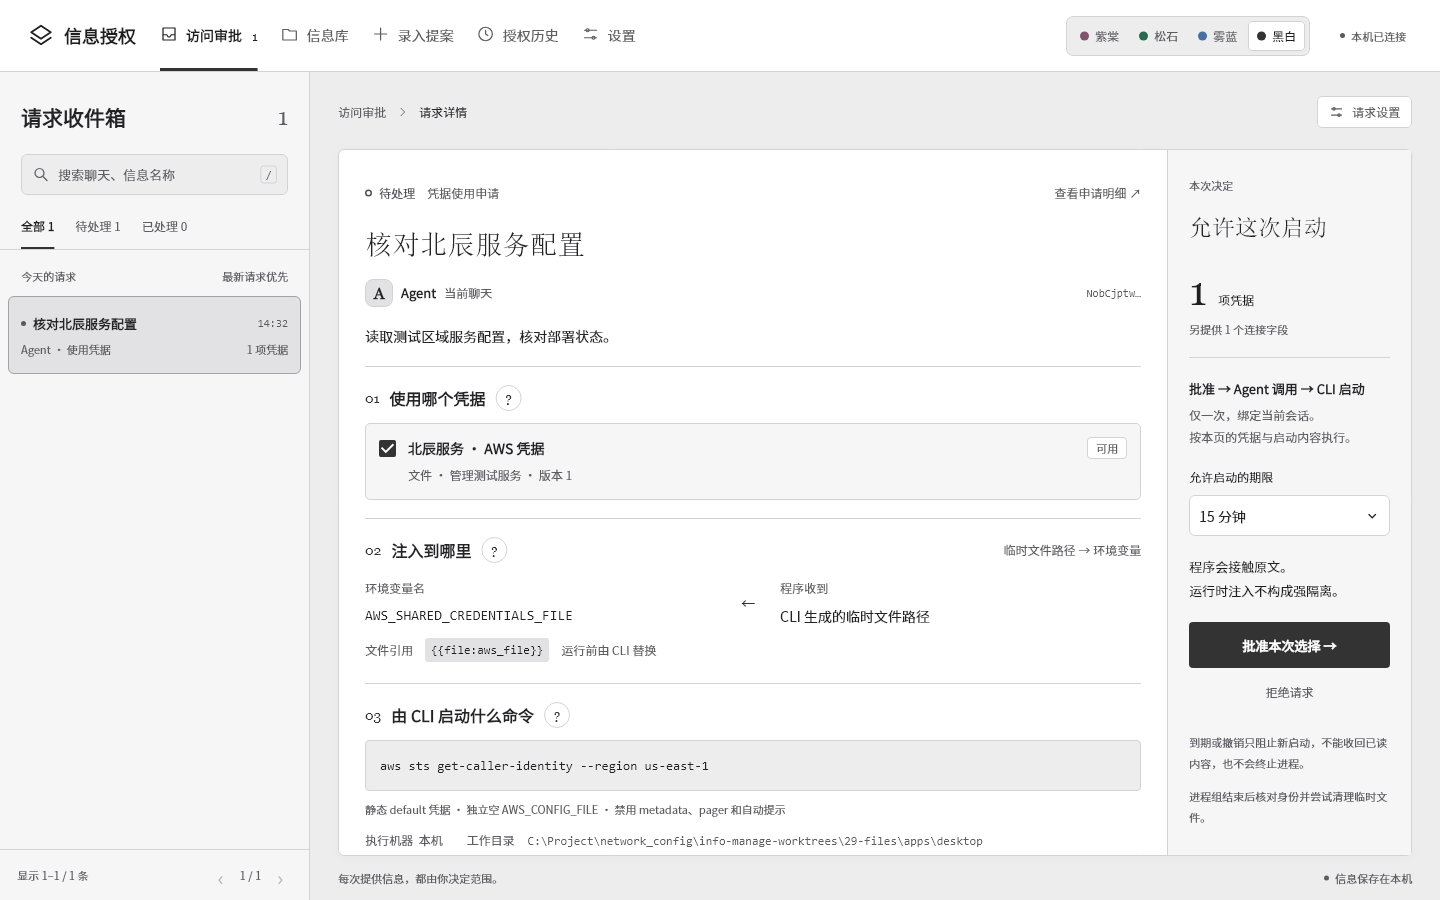 信息授权
访问审批 1
信息库
录入提案
授权历史
设置
紫棠
松石
雾蓝
黑白
本机已连接
请求收件箱 1
搜索聊天、信息名称 /
全部 1 待处理 1 已处理 0
今天的请求 最新请求优先
核对北辰服务配置 14:32
Agent · 使用凭据 1 项凭据
显示 1–1 / 1 条 ‹ 1 / 1 ›
访问审批 > 请求详情
请求设置
待处理 凭据使用申请 查看申请明细 ↗
核对北辰服务配置
A Agent 当前聊天 NobCjptw…
读取测试区域服务配置，核对部署状态。
01 使用哪个凭据 ?
北辰服务 · AWS 凭据 可用
文件 · 管理测试服务 · 版本 1
02 注入到哪里 ? 临时文件路径 → 环境变量
环境变量名 程序收到
AWS_SHARED_CREDENTIALS_FILE ← CLI 生成的临时文件路径
文件引用 {{file:aws_file}} 运行前由 CLI 替换
03 由 CLI 启动什么命令 ?
aws sts get-caller-identity --region us-east-1
静态 default 凭据 · 独立空 AWS_CONFIG_FILE · 禁用 metadata、pager 和自动提示
执行机器 本机 工作目录 C:\Project\network_config\info-manage-worktrees\29-files\apps\desktop
本次决定
允许这次启动
1 项凭据
另提供 1 个连接字段
批准 → Agent 调用 → CLI 启动
仅一次，绑定当前会话。
按本页的凭据与启动内容执行。
允许启动的期限
15 分钟
程序会接触原文。
运行时注入不构成强隔离。
批准本次选择 →
拒绝请求
到期或撤销只阻止新启动，不能收回已读
内容，也不会终止进程。
进程组结束后核对身份并尝试清理临时文
件。
每次提供信息，都由你决定范围。
信息保存在本机